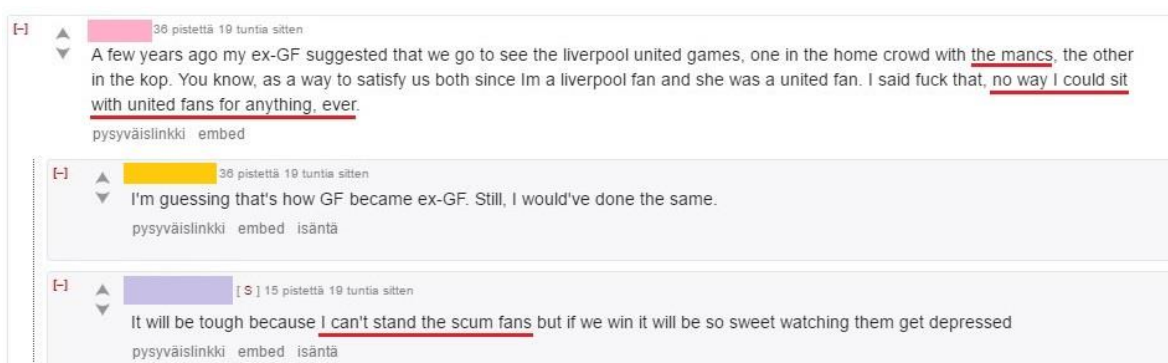 [–] 36 pistettä 19 tuntia sitten
A few years ago my ex-GF suggested that we go to see the liverpool united games, one in the home crowd with the mancs, the other
in the kop. You know, as a way to satisfy us both since Im a liverpool fan and she was a united fan. I said fuck that, no way I could sit
with united fans for anything, ever.
pysyväislinkki embed
[–] 36 pistettä 19 tuntia sitten
I'm guessing that's how GF became ex-GF. Still, I would've done the same.
pysyväislinkki embed isäntä
[–] [ S ] 15 pistettä 19 tuntia sitten
It will be tough because I can't stand the scum fans but if we win it will be so sweet watching them get depressed
pysyväislinkki embed isäntä